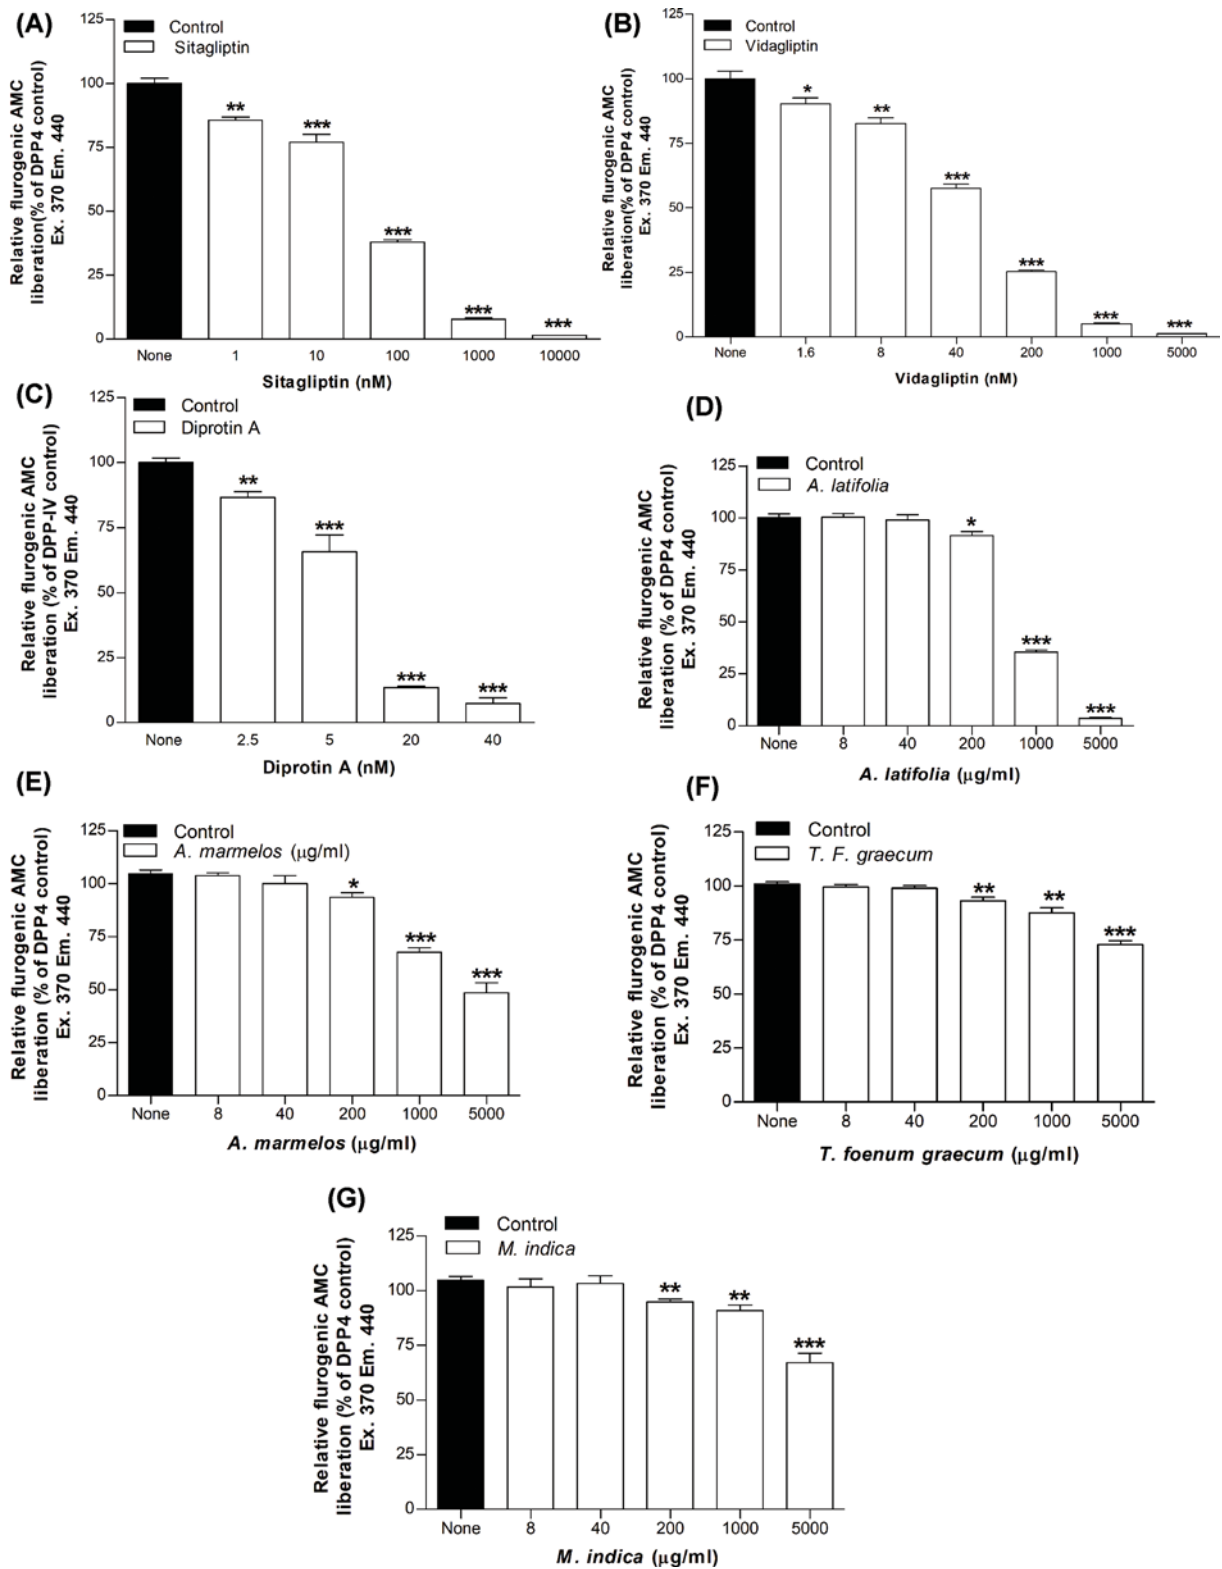 (A)
Control
Sitagliptin
Relative flurogenic AMC
liberation(% of DPP4 control)
Ex. 370 Em. 440
125
100
75
50
25
0
** *** *** *** ***
None 1 10 100 1000 10000
Sitagliptin (nM)
(B)
Control
Vidagliptin
Relative flurogenic AMC
liberation(% of DPP4 control)
Ex. 370 Em. 440
125
100
75
50
25
0
* ** *** *** *** ***
None 1.6 8 40 200 1000 5000
Vidagliptin (nM)
(C)
Control
Diprotin A
Relative flurogenic AMC
liberation (% of DPP-IV control)
Ex. 370 Em. 440
125
100
75
50
25
0
** *** *** ***
None 2.5 5 20 40
Diprotin A (nM)
(D)
Control
A. latifolia
Relative flurogenic AMC
liberation (% of DPP4 control)
Ex. 370 Em. 440
125
100
75
50
25
0
* *** ***
None 8 40 200 1000 5000
A. latifolia (µg/ml)
(E)
Control
A. marmelos (µg/ml)
Relative flurogenic AMC
liberation (% of DPP4 control)
Ex. 370 Em. 440
125
100
75
50
25
0
* *** ***
None 8 40 200 1000 5000
A. marmelos (µg/ml)
(F)
Control
T. F. graecum
Relative flurogenic AMC
liberation (% of DPP4 control)
Ex. 370 Em. 440
125
100
75
50
25
0
** ** ***
None 8 40 200 1000 5000
T. foenum graecum (µg/ml)
(G)
Control
M. indica
Relative flurogenic AMC
liberation (% of DPP4 control)
Ex. 370 Em. 440
125
100
75
50
25
0
** ** ***
None 8 40 200 1000 5000
M. indica (µg/ml)